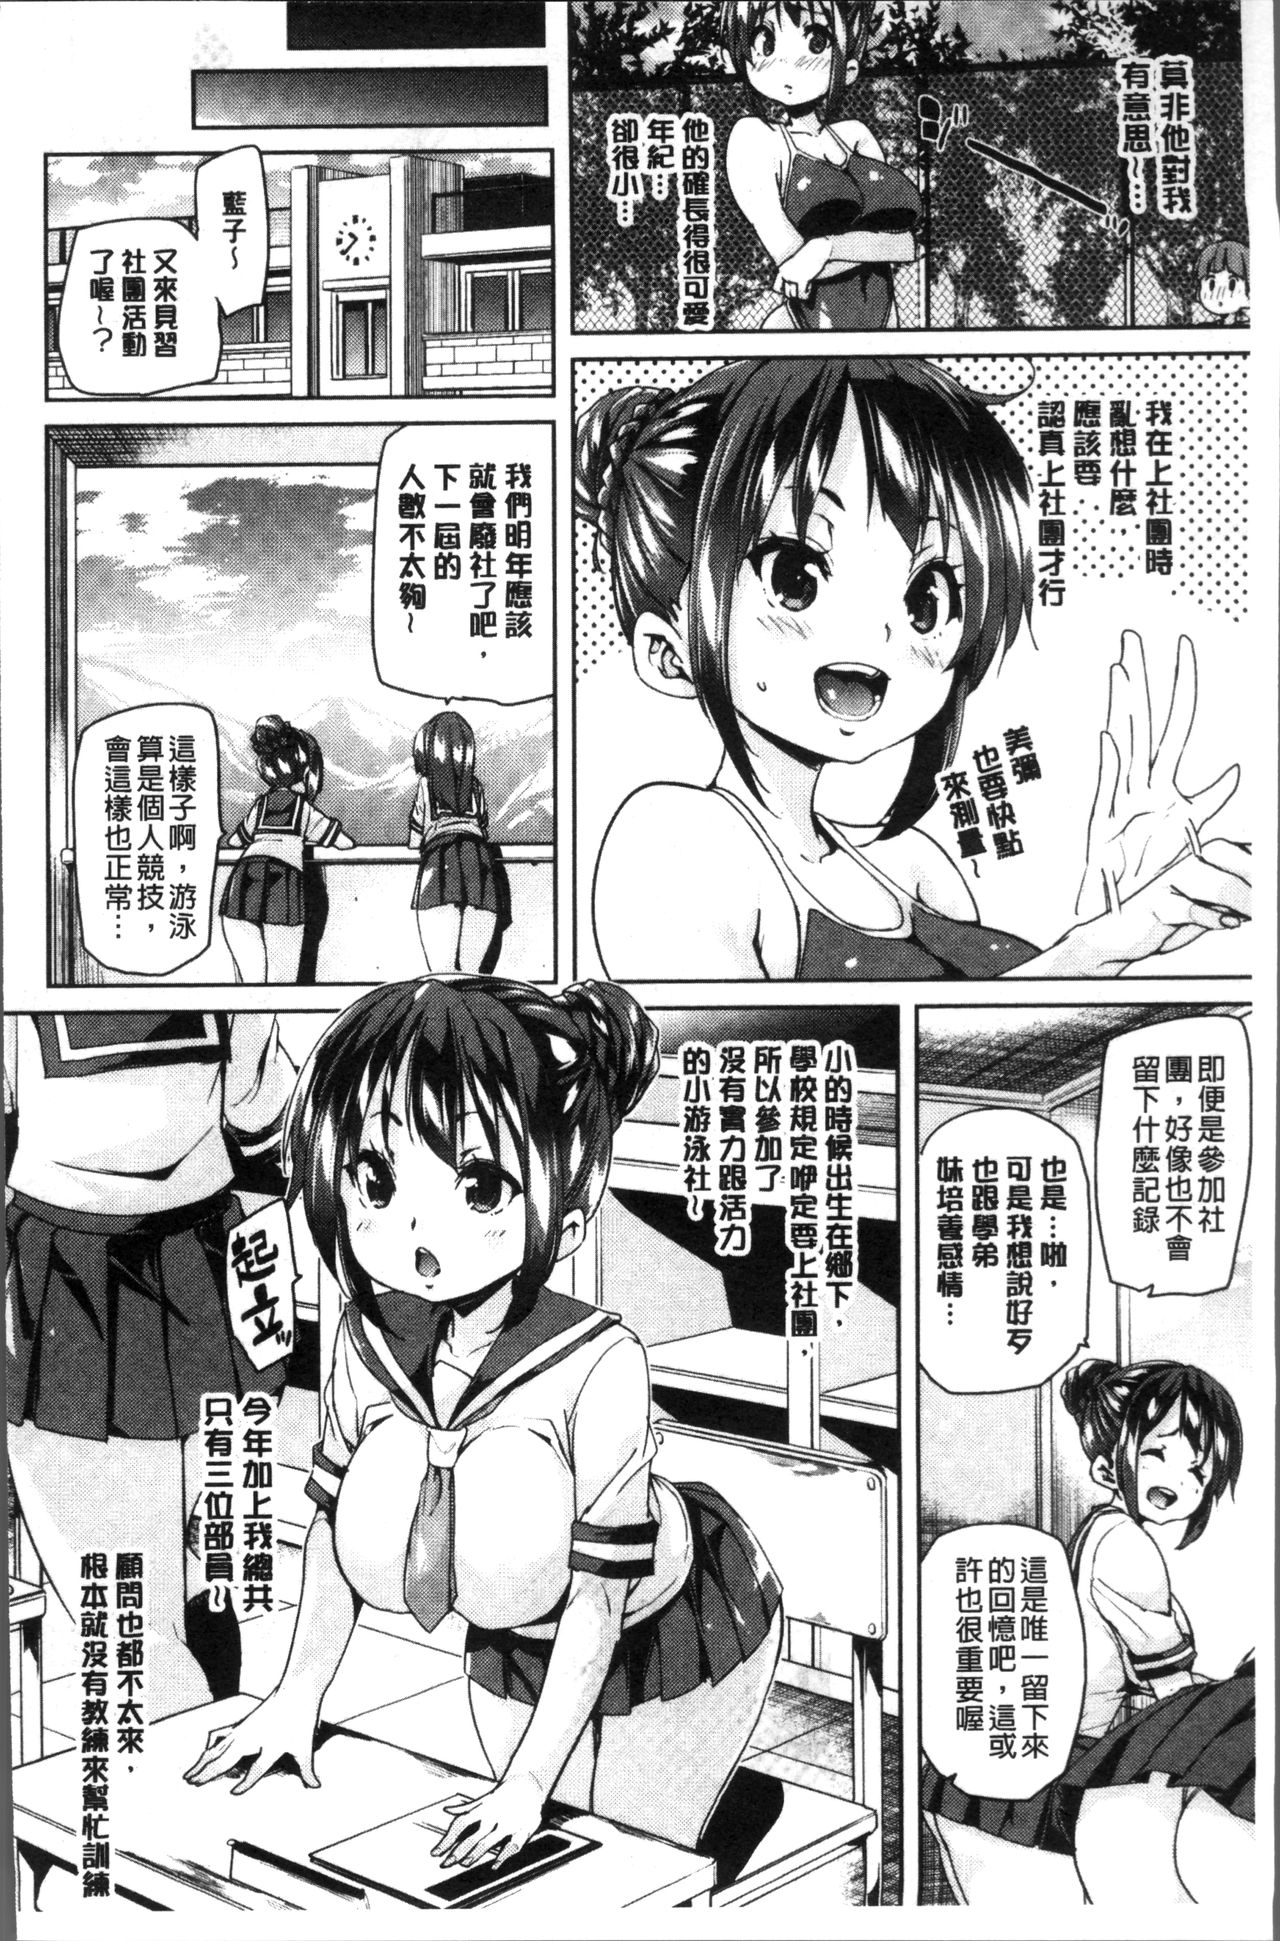 莫非他對我
有意思~…
他的確長得很可愛
年紀…
卻很小…
我在上社團時
亂想什麼，
應該要
認真上社團才行
美彌
也要快點
來測量~
藍子~
又來見習
社團活動
了喔~？
我們明年應該
就會廢社了吧，
下一屆的
人數不太夠~
這樣子啊，游泳
算是個人競技，
會這樣也正常…
即便是參加社
團，好像也不會
留下什麼記錄
也是…啦，
可是我想說好歹
也跟學弟
妹培養感情…
這是唯一留下來
的回憶吧，這或
許也很重要喔
小的時候出生在鄉下，
學校規定咿定要上社團，
所以參加了
沒有實力跟活力
的小游泳社~
起立ッ
今年加上我總共
只有三位部員~
顧問也都不太來，
根本就沒有教練來幫忙訓練